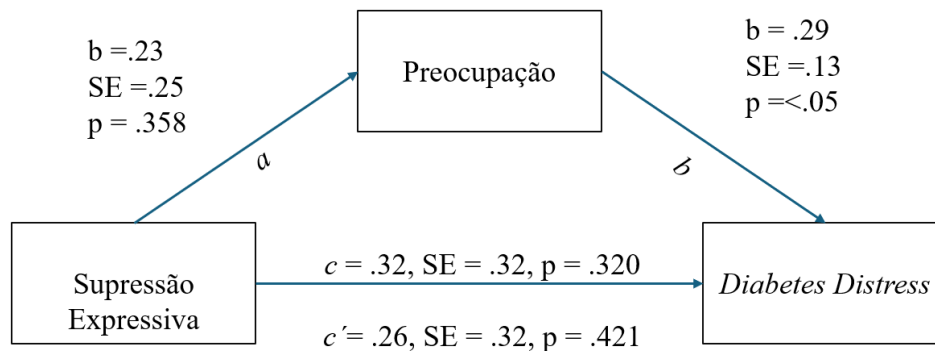 b =.23
SE =.25
p = .358
Preocupação
b = .29
SE =.13
p =<.05
a
b
Supressão
Expressiva
c = .32, SE = .32, p = .320
c´= .26, SE = .32, p = .421
Diabetes Distress